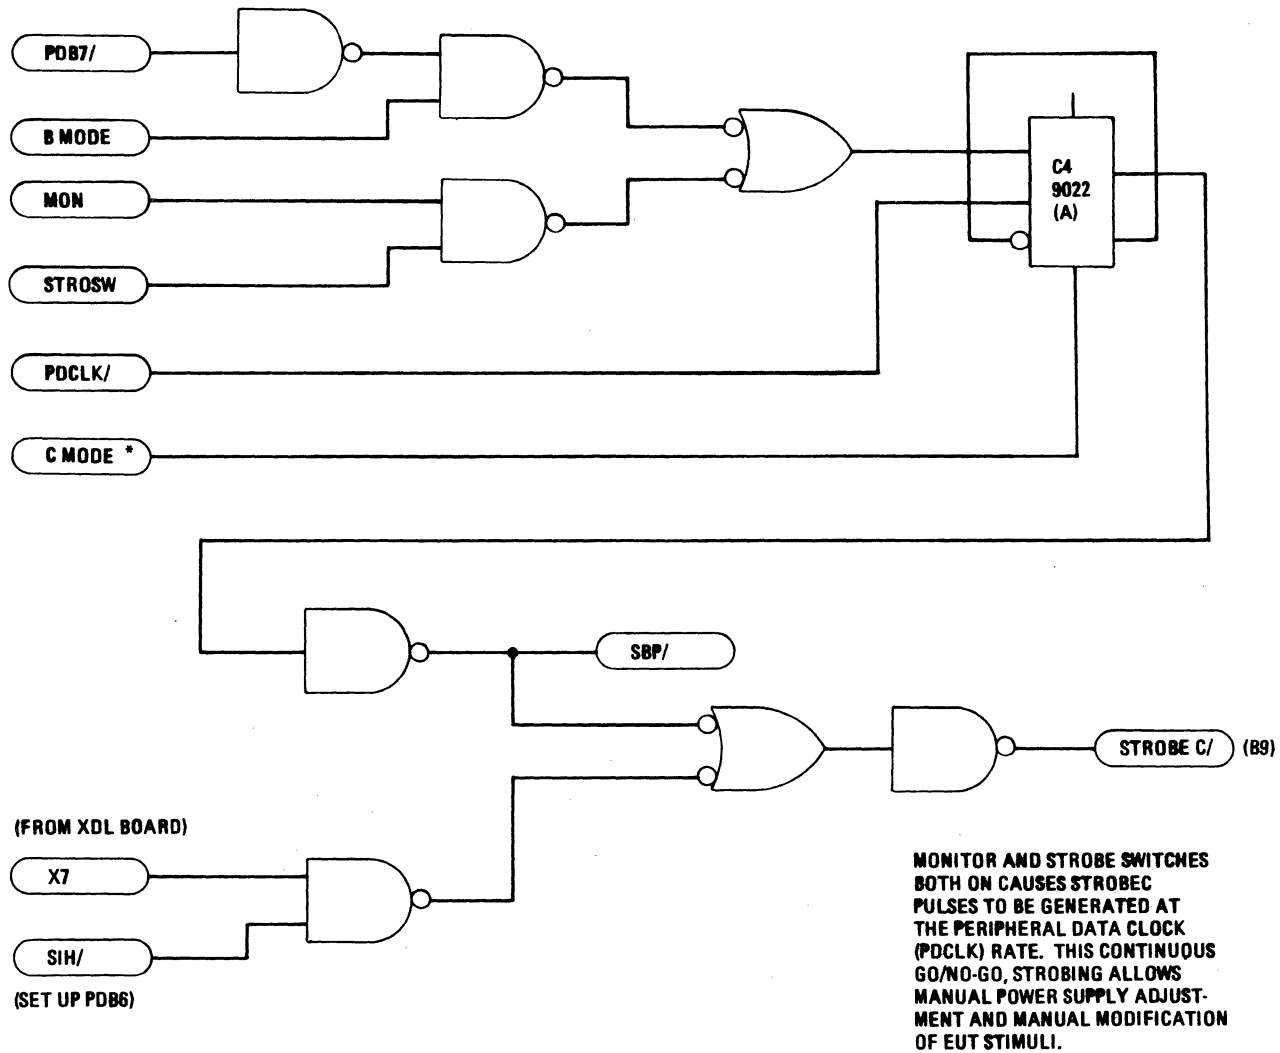 PDB7/
B MODE
MON
STROSW
PDCLK/
C MODE *
C4
9022
(A)
SBP/
STROBE C/ (B9)
(FROM XDL BOARD)
X7
SIH/
(SET UP PDB6)
MONITOR AND STROBE SWITCHES
BOTH ON CAUSES STROBEC
PULSES TO BE GENERATED AT
THE PERIPHERAL DATA CLOCK
(PDCLK) RATE. THIS CONTINUOUS
GO/NO-GO, STROBING ALLOWS
MANUAL POWER SUPPLY ADJUST-
MENT AND MANUAL MODIFICATION
OF EUT STIMULI.